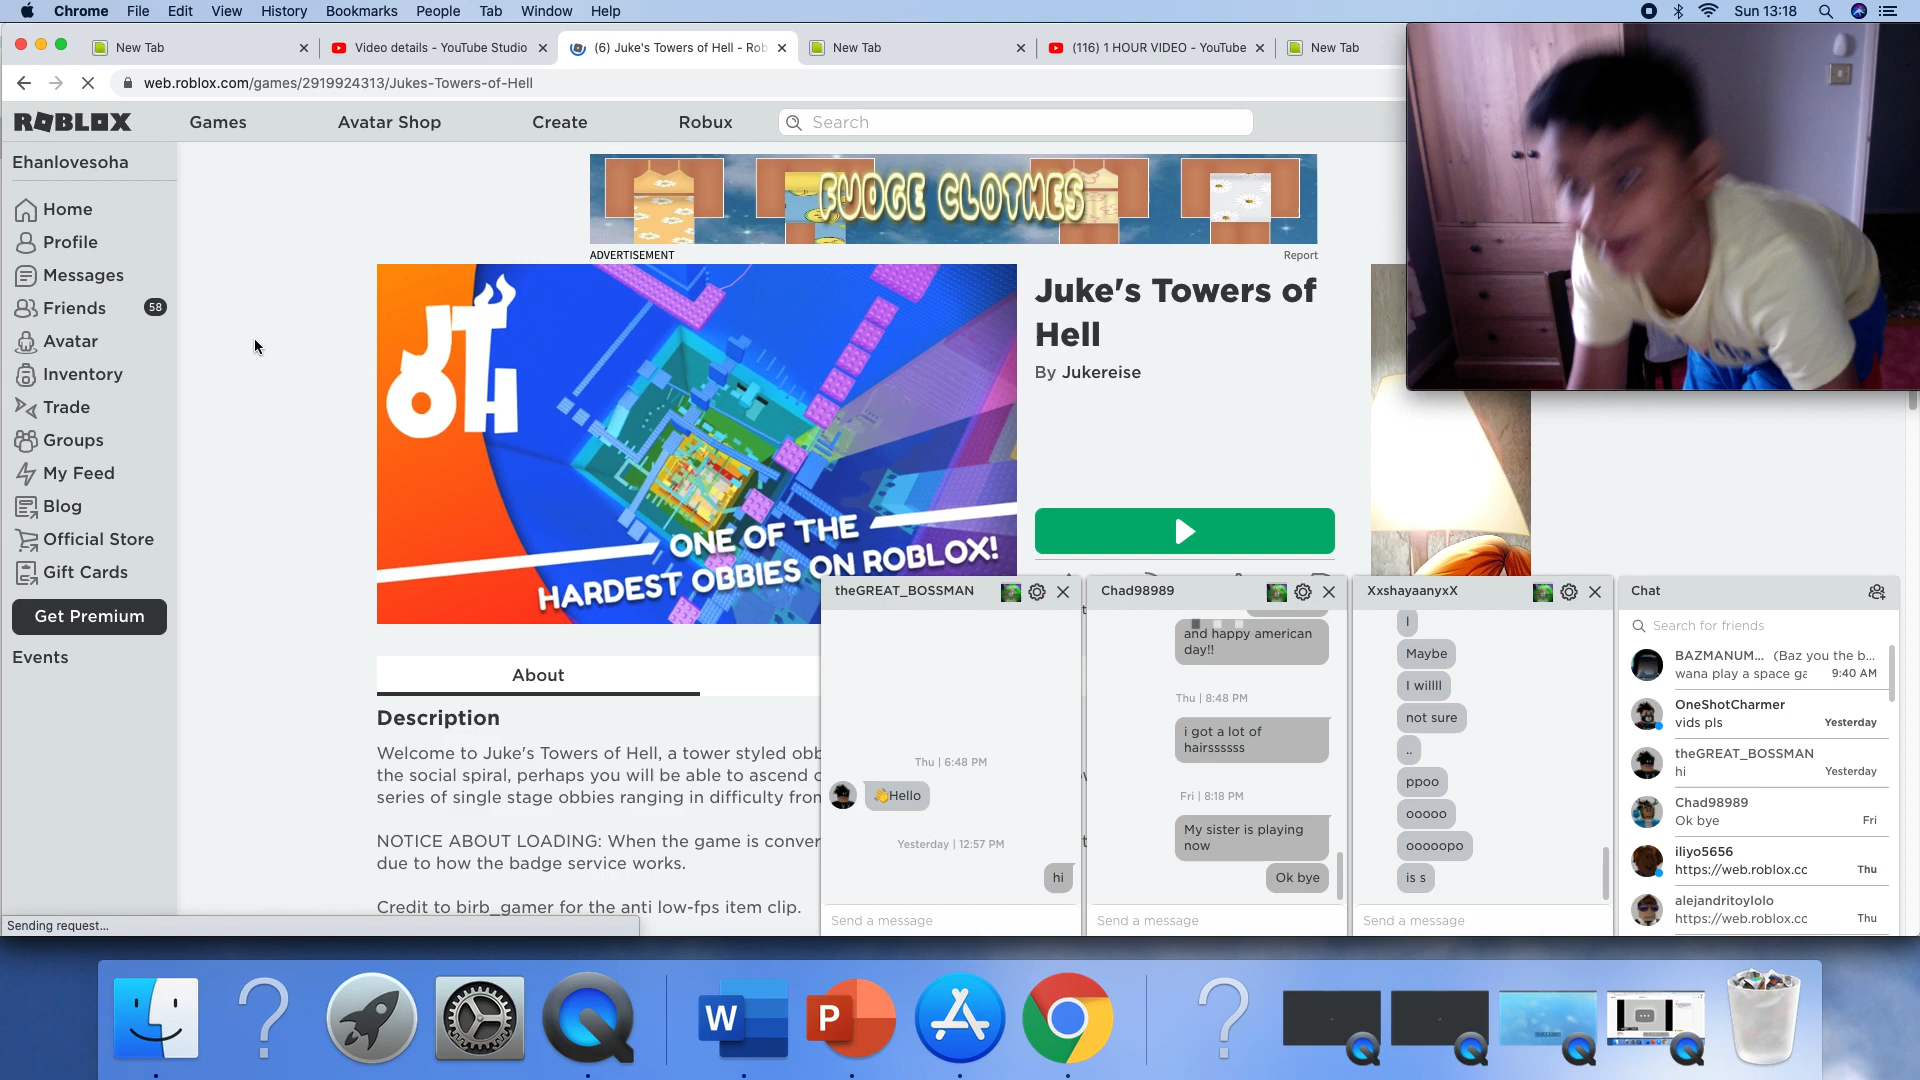 Chrome File Edit View History Bookmarks People Tab Window Help
Sun 13:18
New Tab
Video details - YouTube Studio
(6) Juke's Towers of Hell - Rob
New Tab
(116) 1 HOUR VIDEO - YouTube
New Tab
web.roblox.com/games/2919924313/Jukes-Towers-of-Hell
ROBLOX
Games
Avatar Shop
Create
Robux
Search
Ehanlovesoha
Home
Profile
Messages
Friends
58
Avatar
Inventory
Trade
Groups
My Feed
Blog
Official Store
Gift Cards
Get Premium
Events
FUDGE CLOTHES
ADVERTISEMENT
Report
JTOH
ONE OF THE
HARDEST OBBIES ON ROBLOX!
Juke's Towers of
Hell
By Jukereise
About
Description
Welcome to Juke's Towers of Hell, a tower styled obb
the social spiral, perhaps you will be able to ascend
series of single stage obbies ranging in difficulty from
NOTICE ABOUT LOADING: When the game is conver
due to how the badge service works.
Credit to birb_gamer for the anti low-fps item clip.
Sending request...
theGREAT_BOSSMAN
Thu | 6:48 PM
👋Hello
Yesterday | 12:57 PM
hi
Send a message
Chad98989
and happy american
day!!
Thu | 8:48 PM
i got a lot of
hairssssss
Fri | 8:18 PM
My sister is playing
now
Ok bye
Send a message
XxshayaanyxX
I
Maybe
I willlll
not sure
..
ppoo
ooooo
ooooopo
is s
Send a message
Chat
Search for friends
BAZMANUM... (Baz you the b...
wana play a space ga 9:40 AM
OneShotCharmer
vids pls Yesterday
theGREAT_BOSSMAN
hi Yesterday
Chad98989
Ok bye Fri
iliyo5656
https://web.roblox.cc Thu
alejandritoylolo
https://web.roblox.cc Thu
W
P